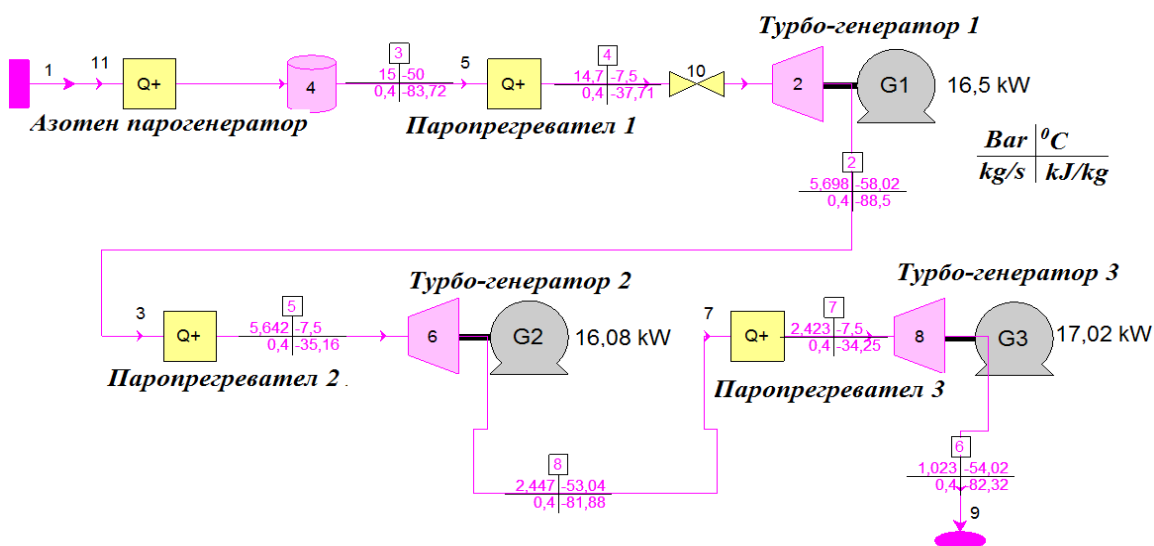 Турбо-генератор 1
1
11
Q+
4
3
15 -50
0,4 -83,72
5
Q+
4
14,7 -7,5
0,4 -37,71
10
2
G1
16,5 kW
Азотен парогенератор
Паропрегревател 1
Bar ⁰C
kg/s kJ/kg
2
5,698 -58,02
0,4 -88,5
Турбо-генератор 2
Турбо-генератор 3
3
Q+
5
5,642 -7,5
0,4 -35,16
6
G2
16,08 kW
7
Q+
7
2,423 -7,5
0,4 -34,25
8
G3
17,02 kW
Паропрегревател 2 .
Паропрегревател 3
8
2,447 -53,04
0,4 -81,88
6
1,023 -54,02
0,4 -82,32
9